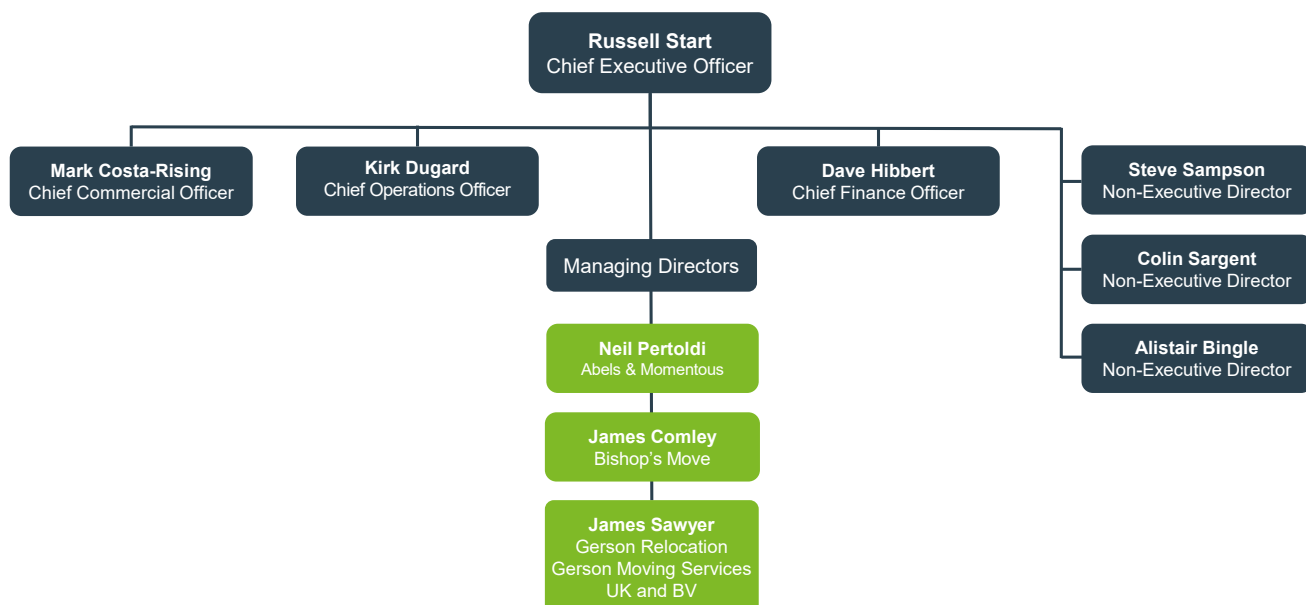 Russell Start
Chief Executive Officer
Mark Costa-Rising
Chief Commercial Officer
Kirk Dugard
Chief Operations Officer
Dave Hibbert
Chief Finance Officer
Steve Sampson
Non-Executive Director
Colin Sargent
Non-Executive Director
Alistair Bingle
Non-Executive Director
Managing Directors
Neil Pertoldi
Abels & Momentous
James Comley
Bishop's Move
James Sawyer
Gerson Relocation
Gerson Moving Services
UK and BV